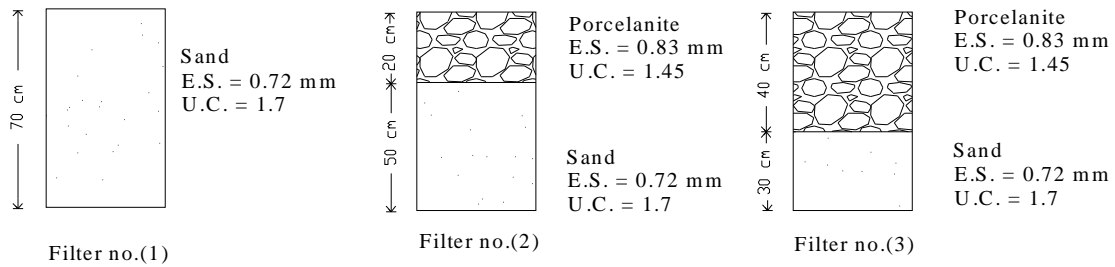 70 cm
Sand
E.S. = 0.72 mm
U.C. = 1.7
Filter no.(1)
20 cm
50 cm
Porcelanite
E.S. = 0.83 mm
U.C. = 1.45
Sand
E.S. = 0.72 mm
U.C. = 1.7
Filter no.(2)
40 cm
30 cm
Porcelanite
E.S. = 0.83 mm
U.C. = 1.45
Sand
E.S. = 0.72 mm
U.C. = 1.7
Filter no.(3)